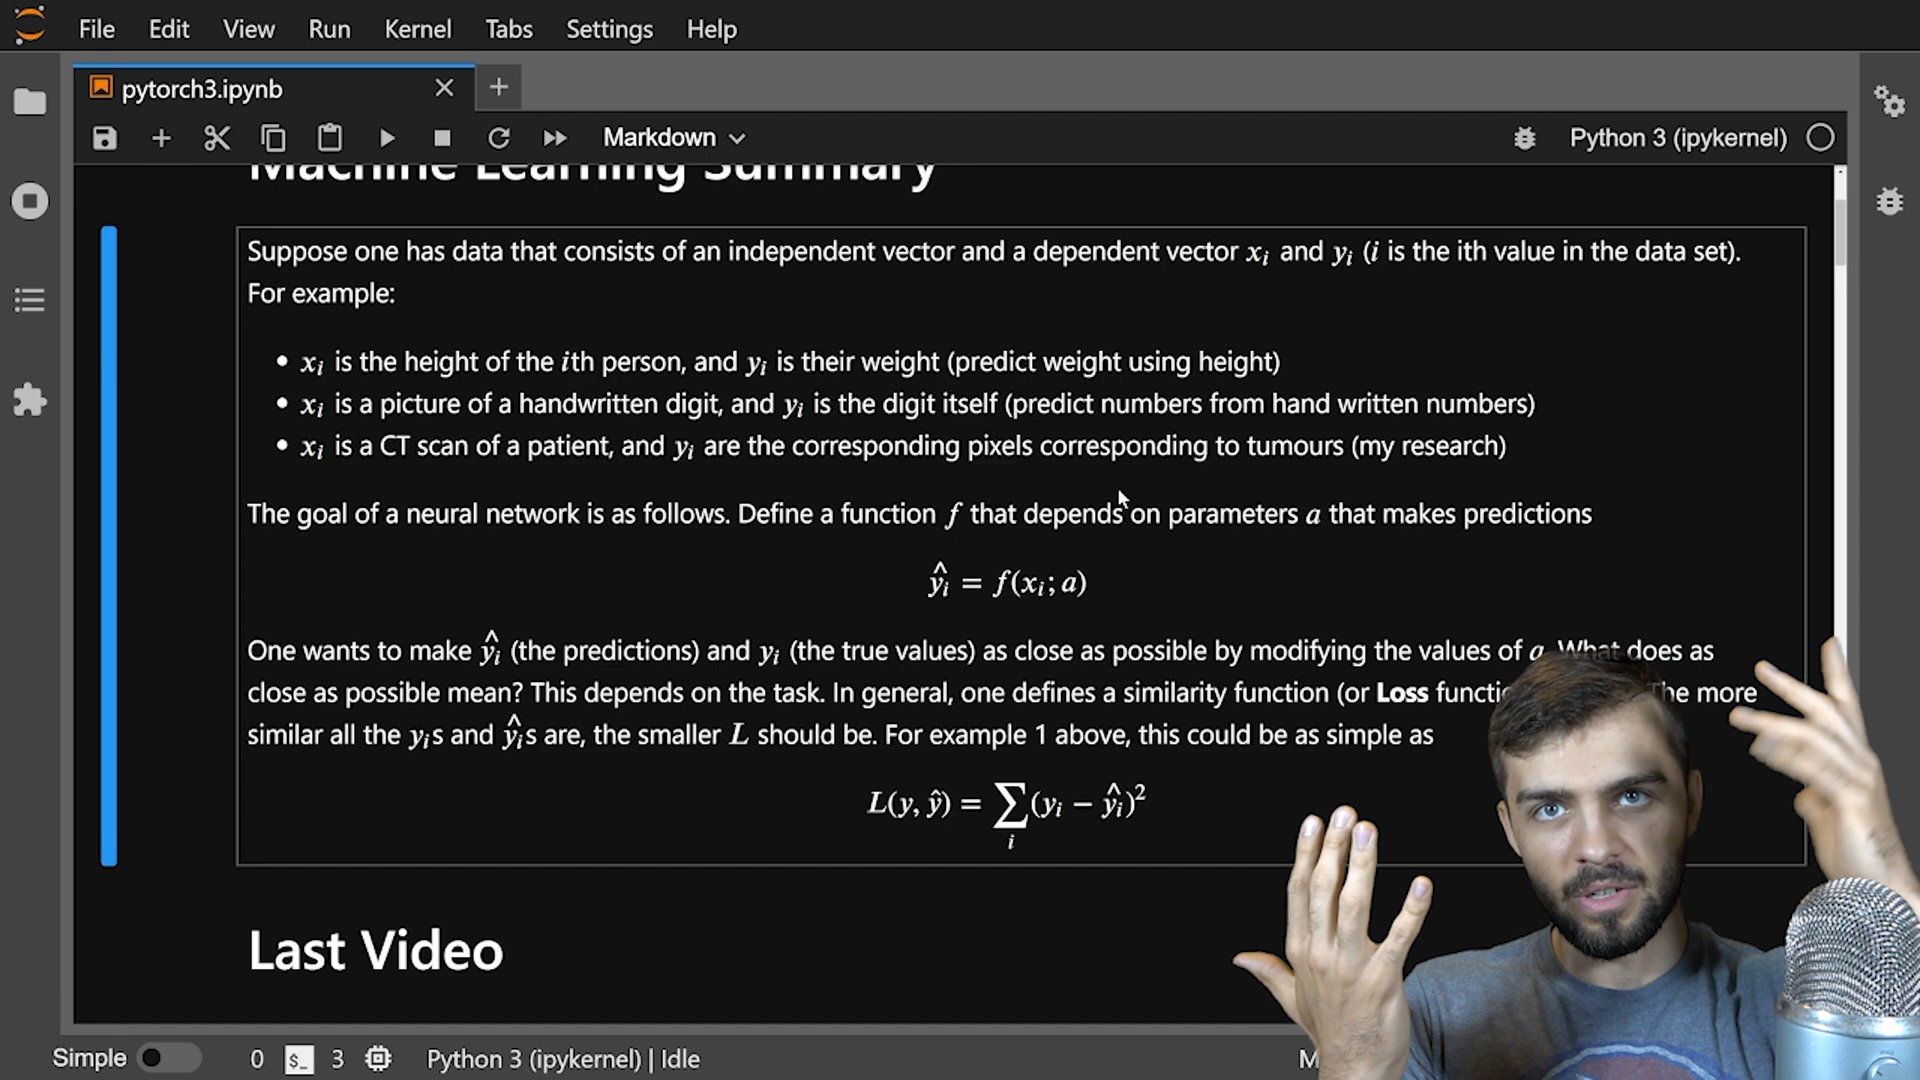 File Edit View Run Kernel Tabs Settings Help
pytorch3.ipynb
Markdown
Python 3 (ipykernel)
Machine Learning Summary
Suppose one has data that consists of an independent vector and a dependent vector xᵢ and yᵢ (i is the ith value in the data set).
For example:
• xᵢ is the height of the ith person, and yᵢ is their weight (predict weight using height)
• xᵢ is a picture of a handwritten digit, and yᵢ is the digit itself (predict numbers from hand written numbers)
• xᵢ is a CT scan of a patient, and yᵢ are the corresponding pixels corresponding to tumours (my research)
The goal of a neural network is as follows. Define a function f that depends on parameters a that makes predictions
ŷᵢ = f(xᵢ; a)
One wants to make ŷᵢ (the predictions) and yᵢ (the true values) as close as possible by modifying the values of a. What does as
close as possible mean? This depends on the task. In general, one defines a similarity function (or Loss functio The more
similar all the yᵢs and ŷᵢs are, the smaller L should be. For example 1 above, this could be as simple as
L(y, ŷ) = ∑ᵢ(yᵢ − ŷᵢ)²
Last Video
Simple 0 $_ 3 Python 3 (ipykernel) | Idle M